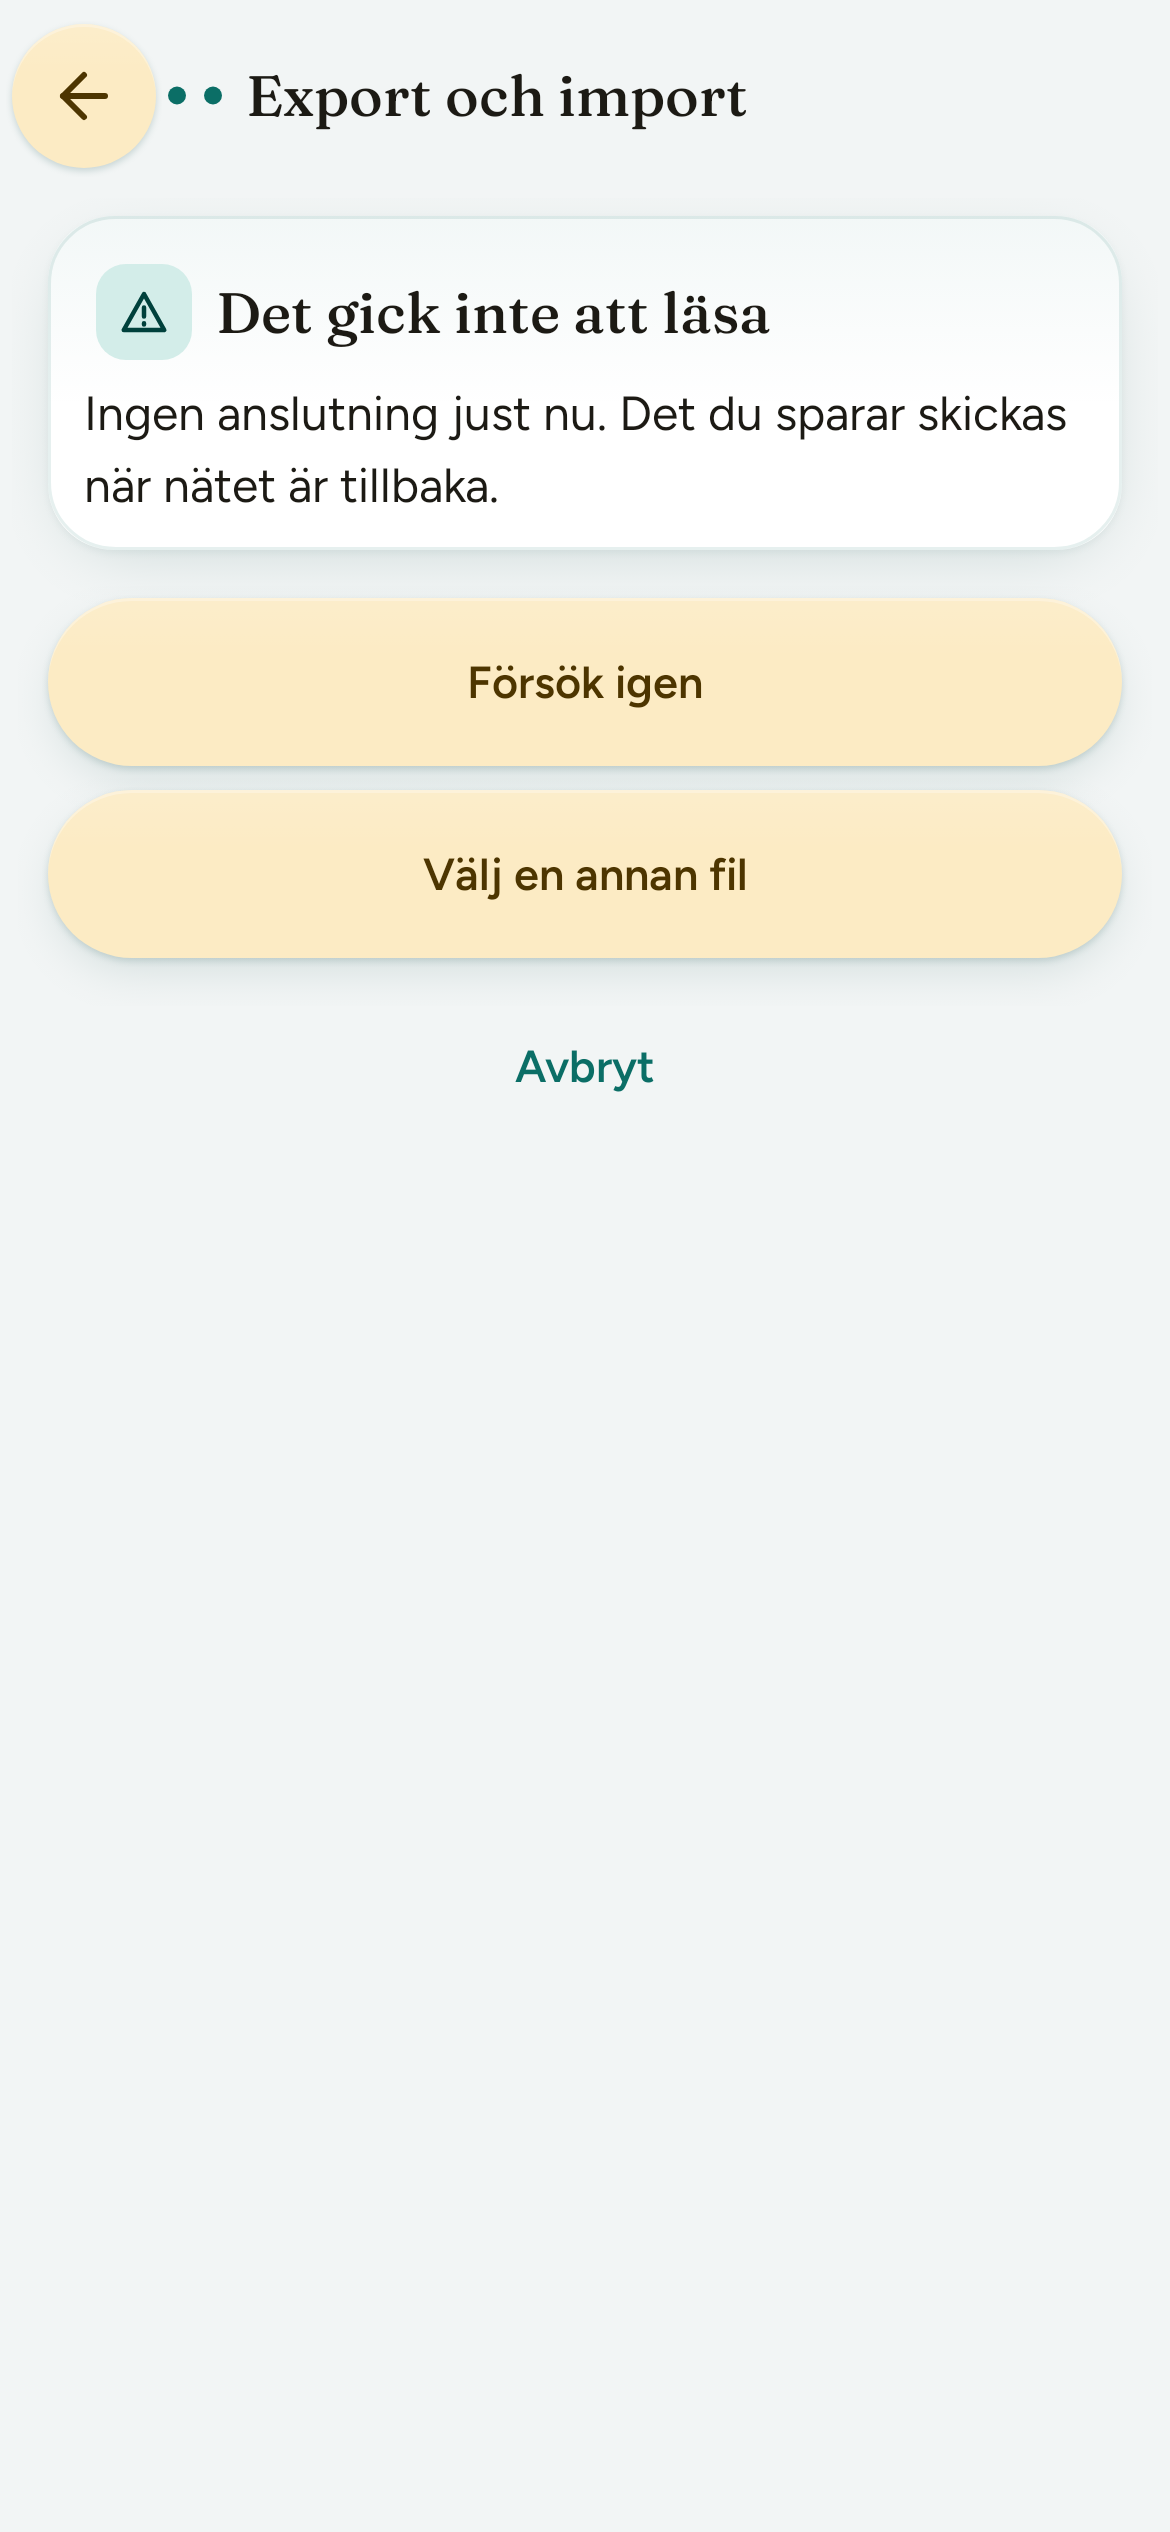 Export och import
Det gick inte att läsa
Ingen anslutning just nu. Det du sparar skickas
när nätet är tillbaka.
Försök igen
Välj en annan fil
Avbryt